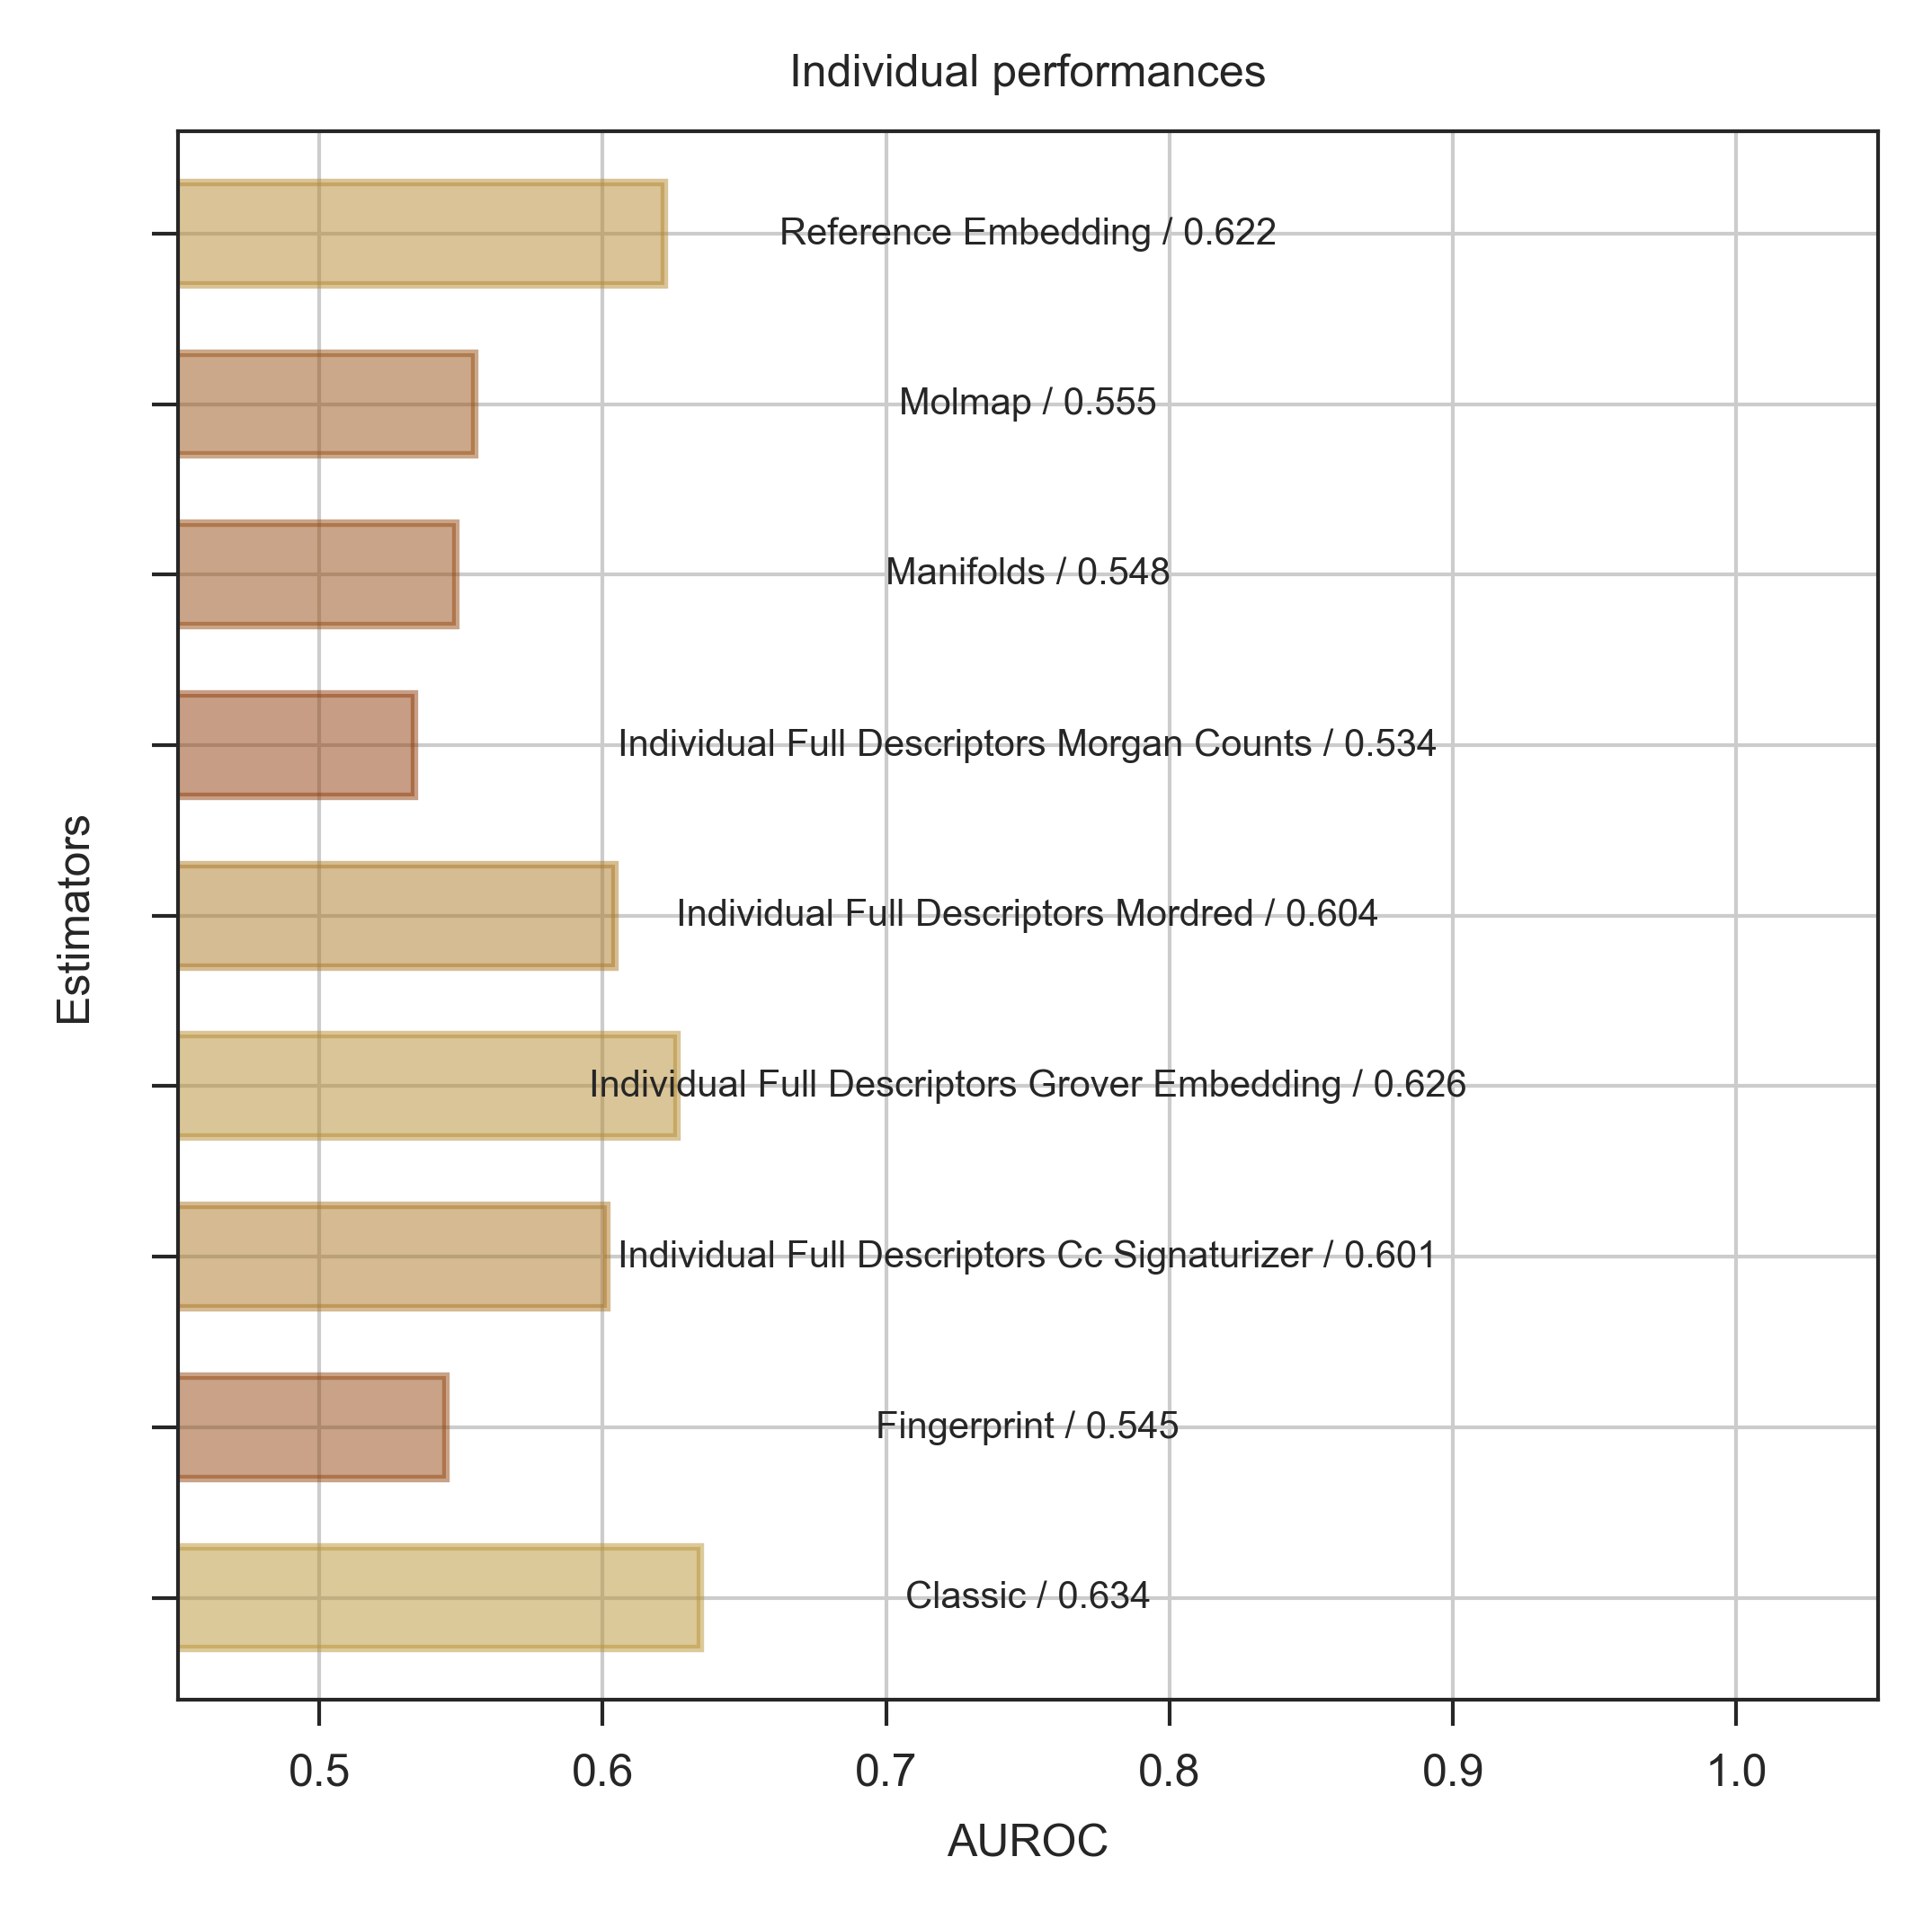 Individual performances
Reference Embedding / 0.622
Molmap / 0.555
Manifolds / 0.548
Individual Full Descriptors Morgan Counts / 0.534
Individual Full Descriptors Mordred / 0.604
Individual Full Descriptors Grover Embedding / 0.626
Individual Full Descriptors Cc Signaturizer / 0.601
Fingerprint / 0.545
Classic / 0.634
Estimators
0.5 0.6 0.7 0.8 0.9 1.0
AUROC